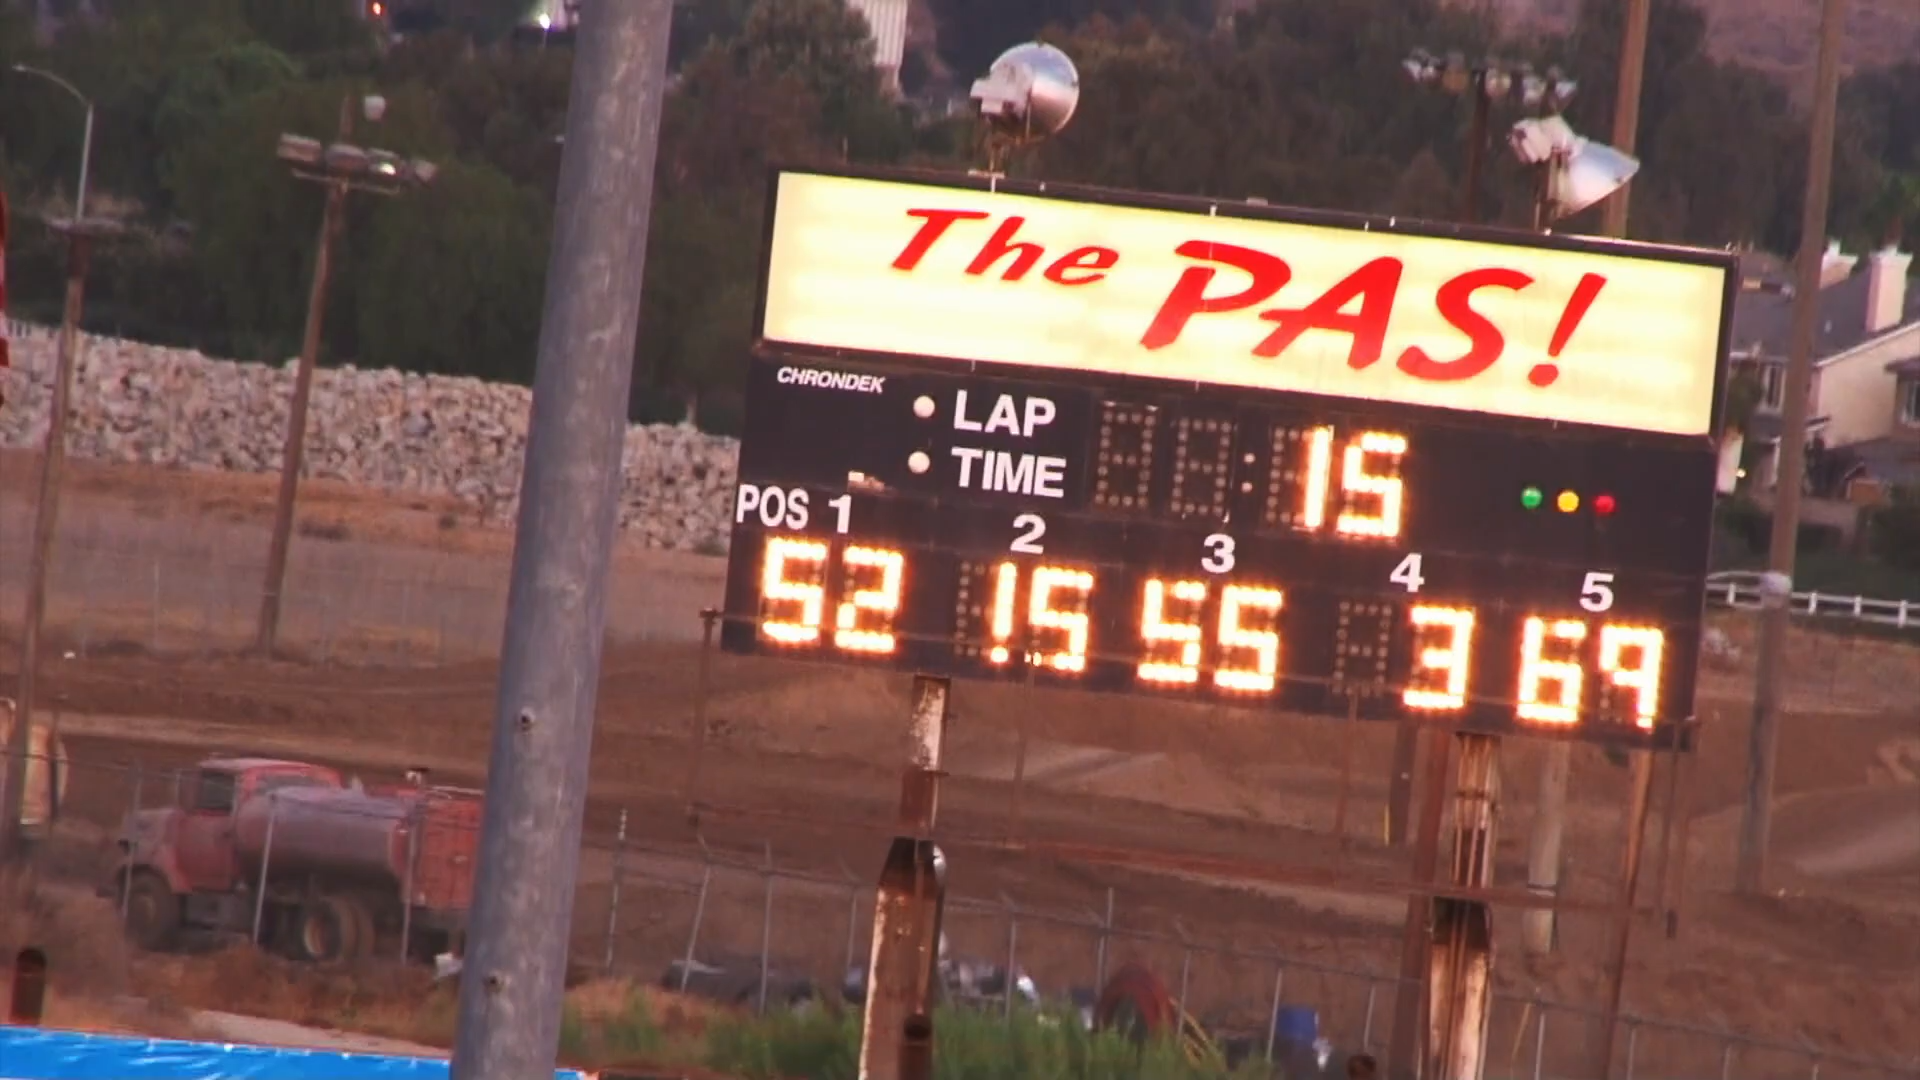 The PAS!
CHRONDEK
LAP
TIME
15
POS 1 2 3 4 5
52 15 55 3 69